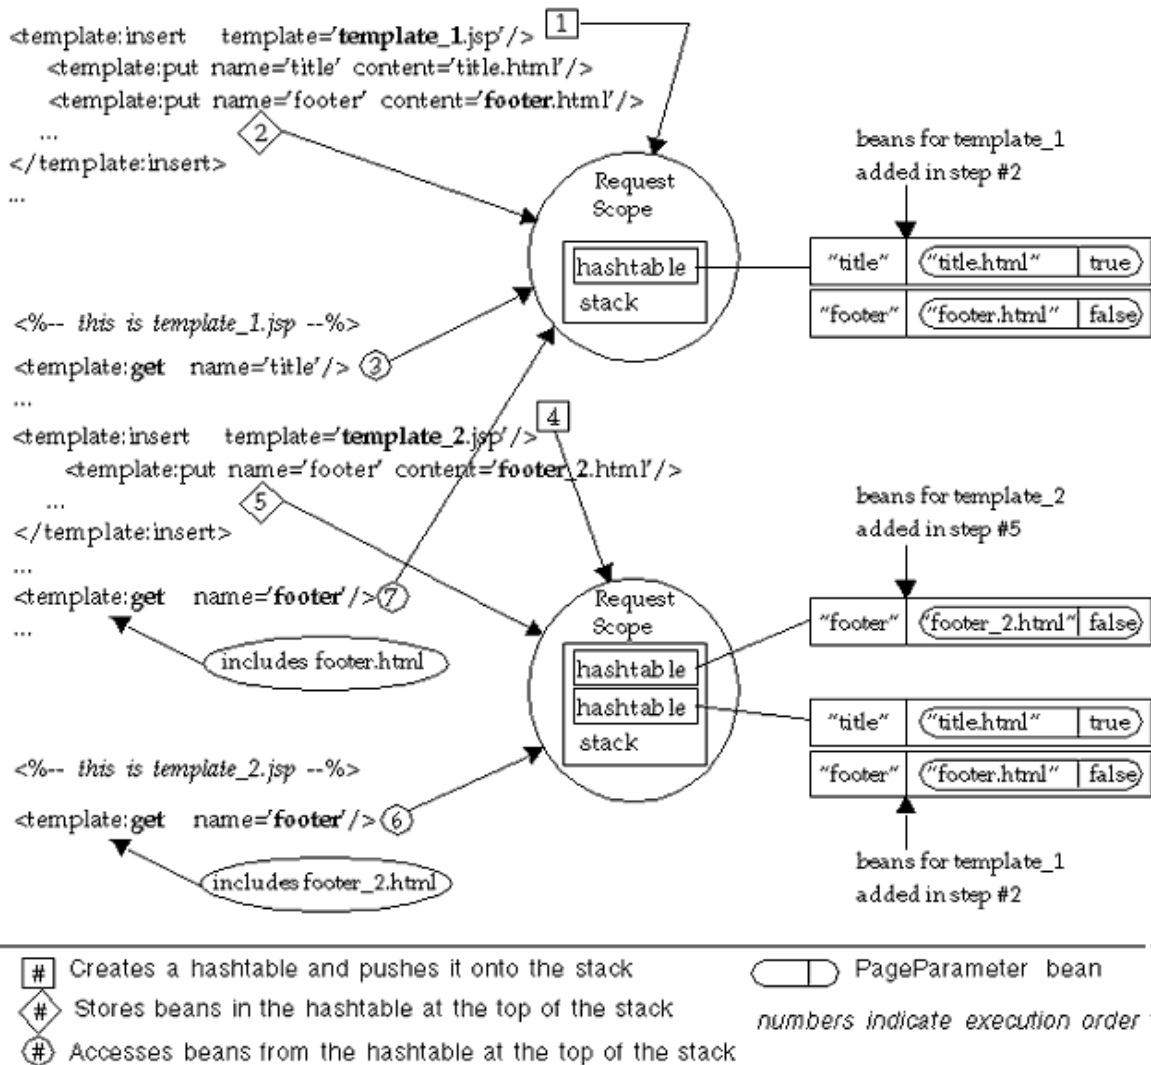 <template:insert template='template_1.jsp'/> 1
<template:put name='title' content='title.html'/>
<template:put name='footer' content='footer.html'/>
... 2
</template:insert>
...
Request
Scope
hashtable
stack
beans for template_1
added in step #2
"title" "title.html" true
"footer" "footer.html" false
<%-- this is template_1.jsp --%>
<template:get name='title'/> 3
...
<template:insert template='template_2.jsp'/> 4
<template:put name='footer' content='footer_2.html'/>
... 5
</template:insert>
...
<template:get name='footer'/> 7
...
includes footer.html
Request
Scope
hashtable
hashtable
stack
beans for template_2
added in step #5
"footer" "footer_2.html" false
"title" "title.html" true
"footer" "footer.html" false
beans for template_1
added in step #2
<%-- this is template_2.jsp --%>
<template:get name='footer'/> 6
includes footer_2.html
# Creates a hashtable and pushes it onto the stack
# Stores beans in the hashtable at the top of the stack
# Accesses beans from the hashtable at the top of the stack
PageParameter bean
numbers indicate execution order